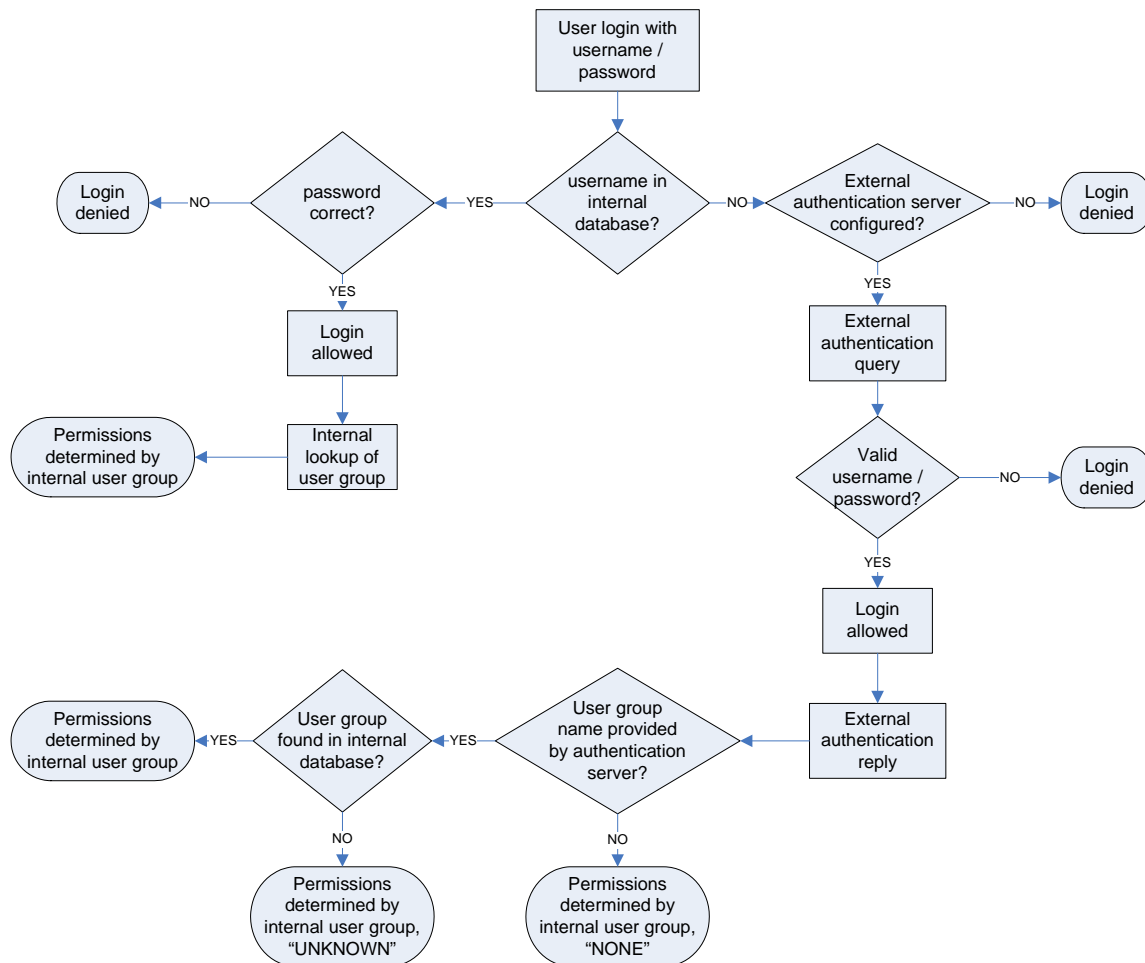 User login with
username /
password
Login
denied
NO
password
correct?
YES
username in
internal
database?
NO
External
authentication server
configured?
NO
Login
denied
YES
Login
allowed
YES
External
authentication
query
Permissions
determined by
internal user group
Internal
lookup of
user group
Valid
username /
password?
NO
Login
denied
YES
Login
allowed
Permissions
determined by
internal user group
YES
User group
found in internal
database?
YES
User group
name provided
by authentication
server?
External
authentication
reply
NO
NO
Permissions
determined by
internal user group,
“UNKNOWN”
Permissions
determined by
internal user group,
“NONE”